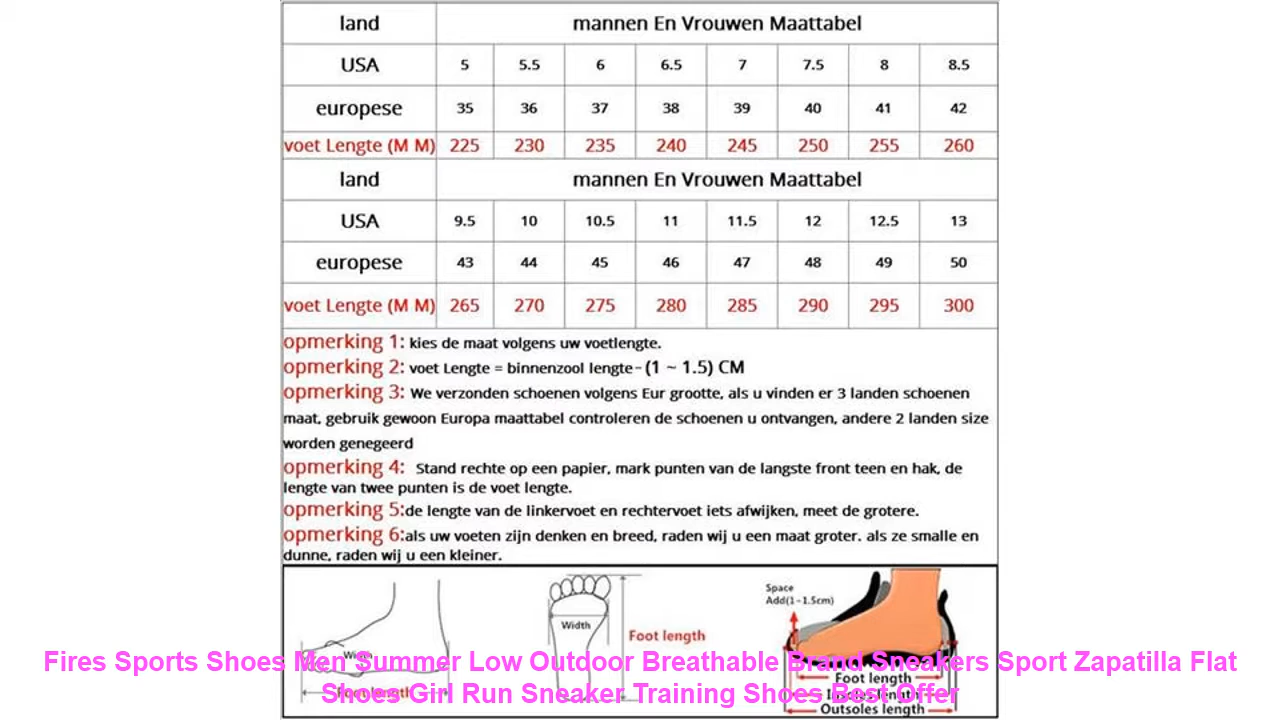 land mannen En Vrouwen Maattabel
USA 5 5.5 6 6.5 7 7.5 8 8.5
europese 35 36 37 38 39 40 41 42
voet Lengte (M M) 225 230 235 240 245 250 255 260
land mannen En Vrouwen Maattabel
USA 9.5 10 10.5 11 11.5 12 12.5 13
europese 43 44 45 46 47 48 49 50
voet Lengte (M M) 265 270 275 280 285 290 295 300
opmerking 1: kies de maat volgens uw voetlengte.
opmerking 2: voet Lengte = binnenzool lengte- (1 ~ 1.5) CM
opmerking 3: We verzonden schoenen volgens Eur grootte, als u vinden er 3 landen schoenen
maat, gebruik gewoon Europa maattabel controleren de schoenen u ontvangen, andere 2 landen size
worden genegeerd
opmerking 4: Stand rechte op een papier, mark punten van de langste front teen en hak, de
lengte van twee punten is de voet lengte.
opmerking 5:de lengte van de linkervoet en rechtervoet iets afwijken, meet de grotere.
opmerking 6:als uw voeten zijn denken en breed, raden wij u een maat groter. als ze smalle en
dunne, raden wij u een kleiner.
Space
Add(1-1.5cm)
Width
Foot length
Width
Foot length
Foot length
Insoles length
Outsoles length
Fires Sports Shoes Men Summer Low Outdoor Breathable Brand Sneakers Sport Zapatilla Flat
Shoes Girl Run Sneaker Training Shoes Best Offer